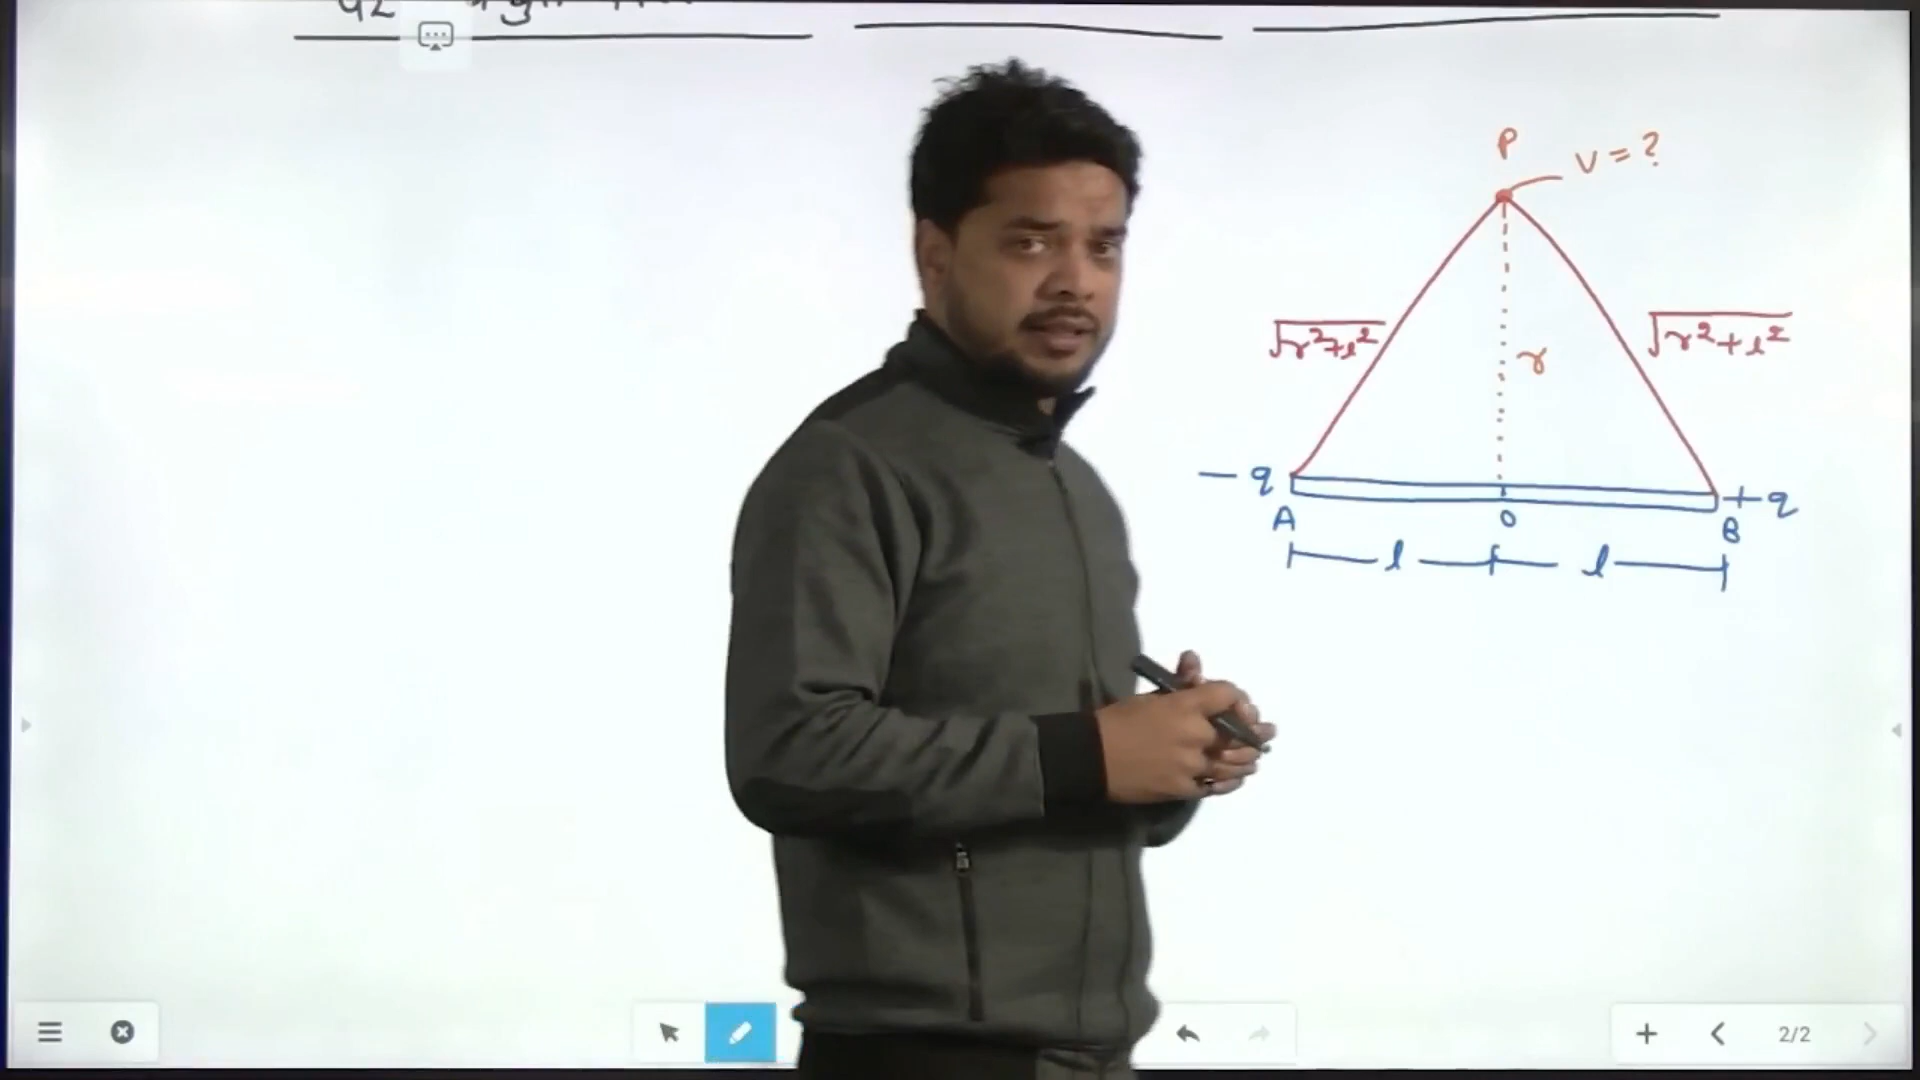 P
V = ?
√r²+l² √r²+l²
r
- q + q
A O B
l l
2/2